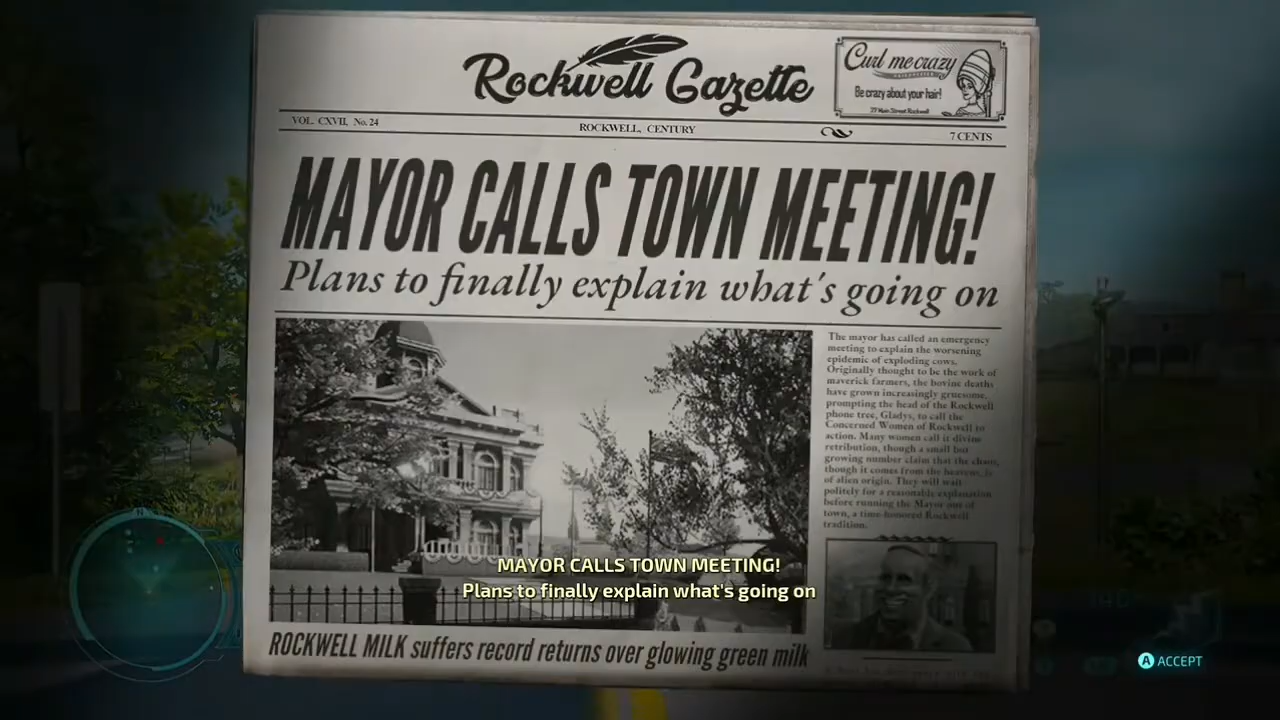 Rockwell Gazette
Curl me crazy
Be crazy about your hair!
77 Main Street Rockwell
VOL. CXVII, No. 24
ROCKWELL, CENTURY
7 CENTS
MAYOR CALLS TOWN MEETING!
Plans to finally explain what's going on
The mayor has called an emergency
meeting to explain the worsening
epidemic of exploding cows.
Originally thought to be the work of
maverick farmers, the bovine deaths
have grown increasingly gruesome,
prompting the head of the Rockwell
phone tree, Gladys, to call the
Concerned Women of Rockwell to
action. Many women call it divine
retribution, though a small but
growing number claim that the chaos,
though it comes from the heavens, is
of alien origin. They will wait
politely for a reasonable explanation
before running the Mayor out of
town, a time-honored Rockwell
tradition.
MAYOR CALLS TOWN MEETING!
Plans to finally explain what's going on
ROCKWELL MILK suffers record returns over glowing green milk
N
A ACCEPT